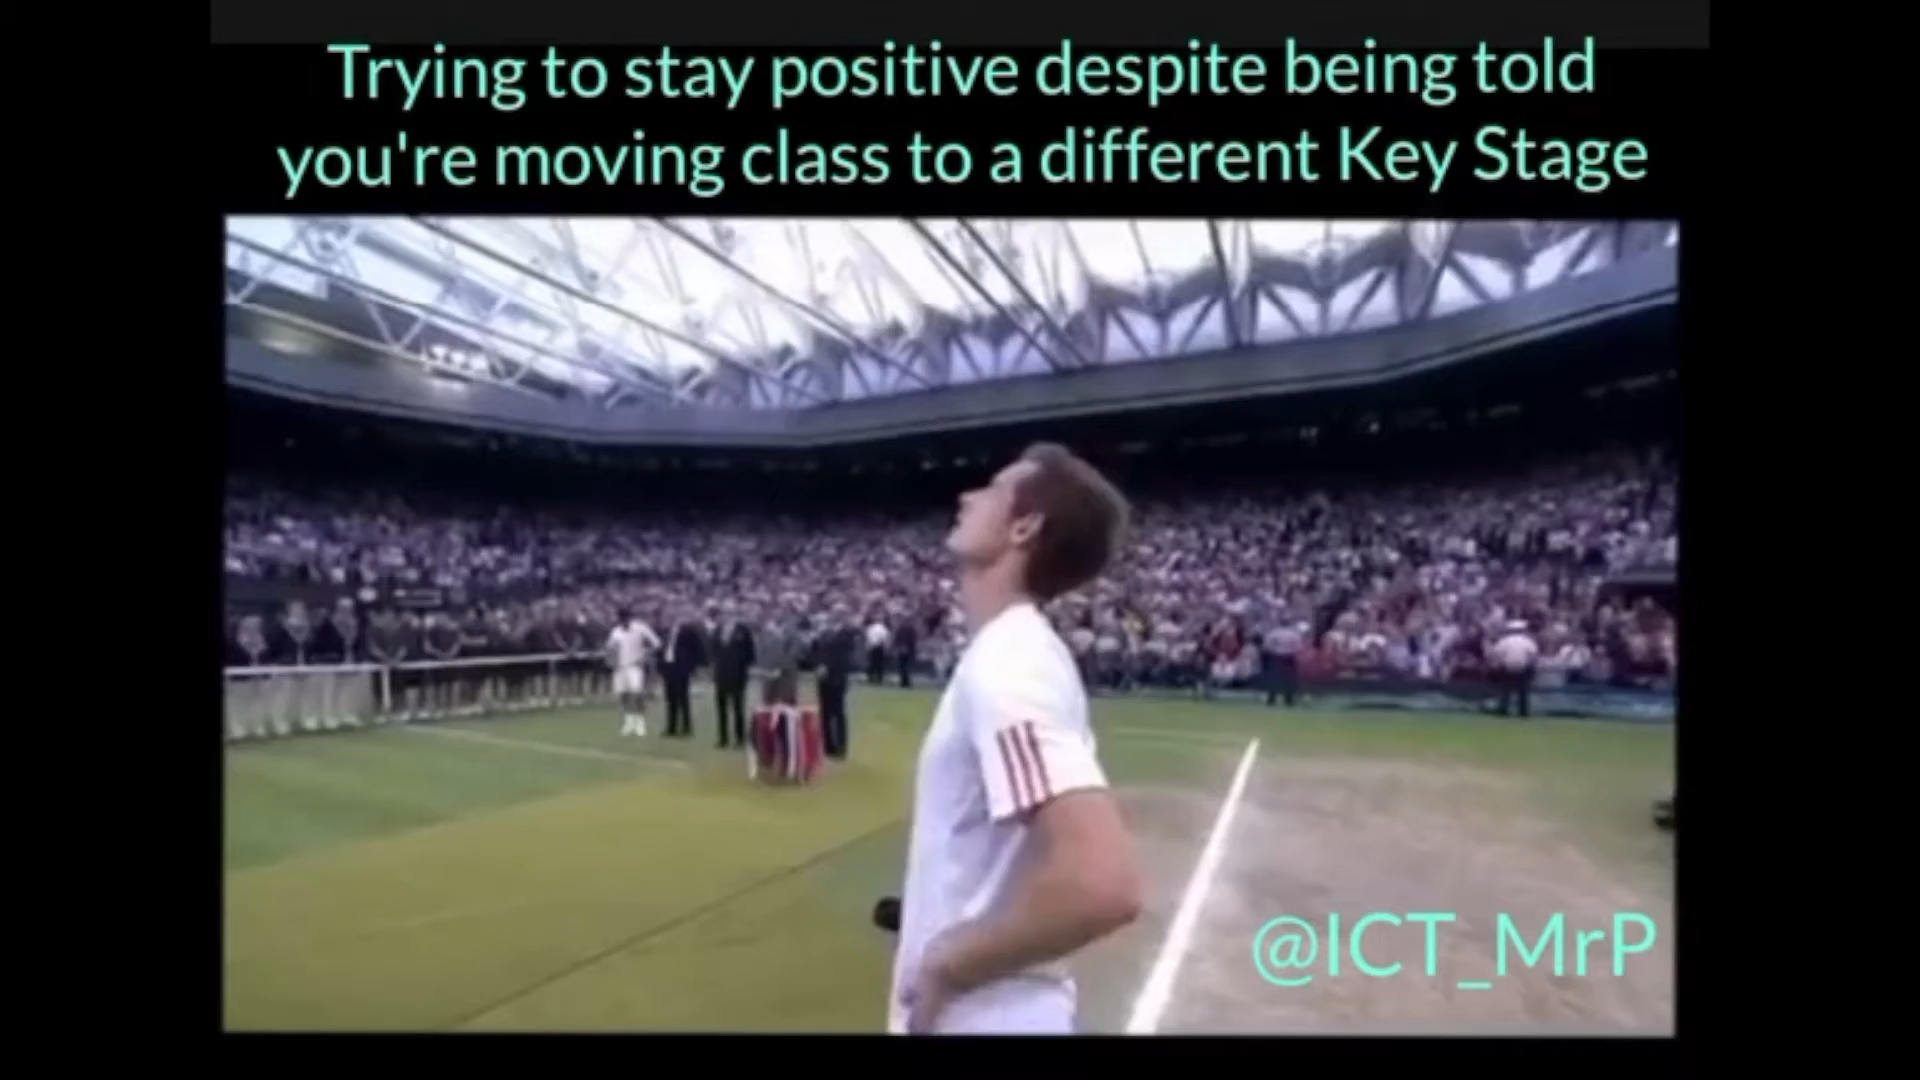 Trying to stay positive despite being told
you're moving class to a different Key Stage
@ICT_MrP